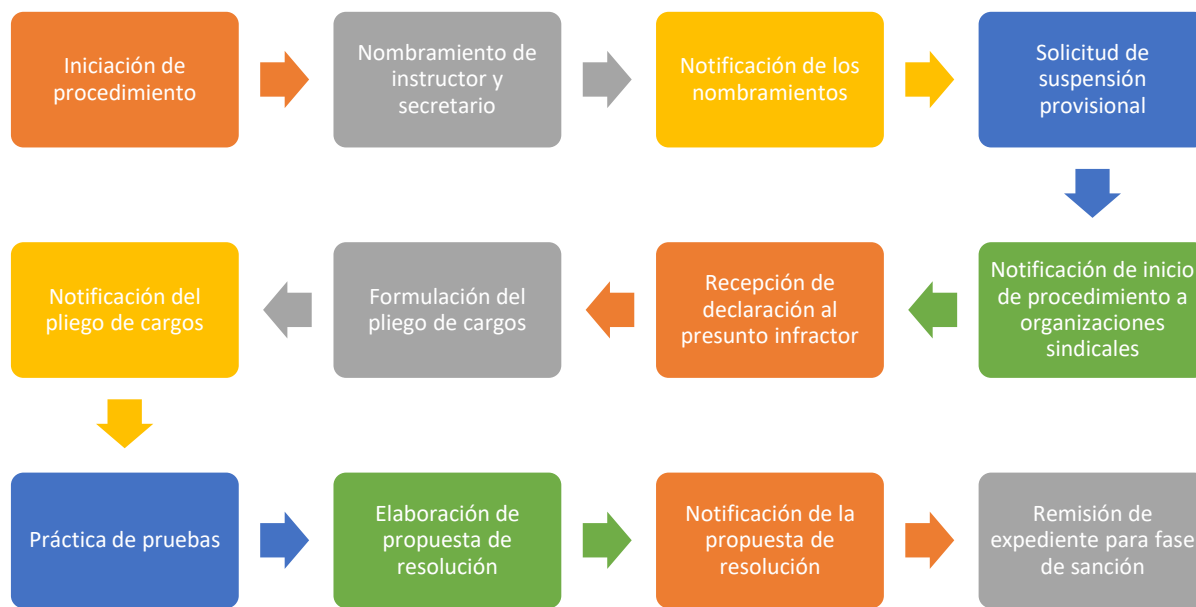 Iniciación de
procedimiento
Nombramiento de
instructor y
secretario
Notificación de los
nombramientos
Solicitud de
suspensión
provisional
Notificación de inicio
de procedimiento a
organizaciones
sindicales
Recepción de
declaración al
presunto infractor
Formulación del
pliego de cargos
Notificación del
pliego de cargos
Práctica de pruebas
Elaboración de
propuesta de
resolución
Notificación de la
propuesta de
resolución
Remisión de
expediente para fase
de sanción